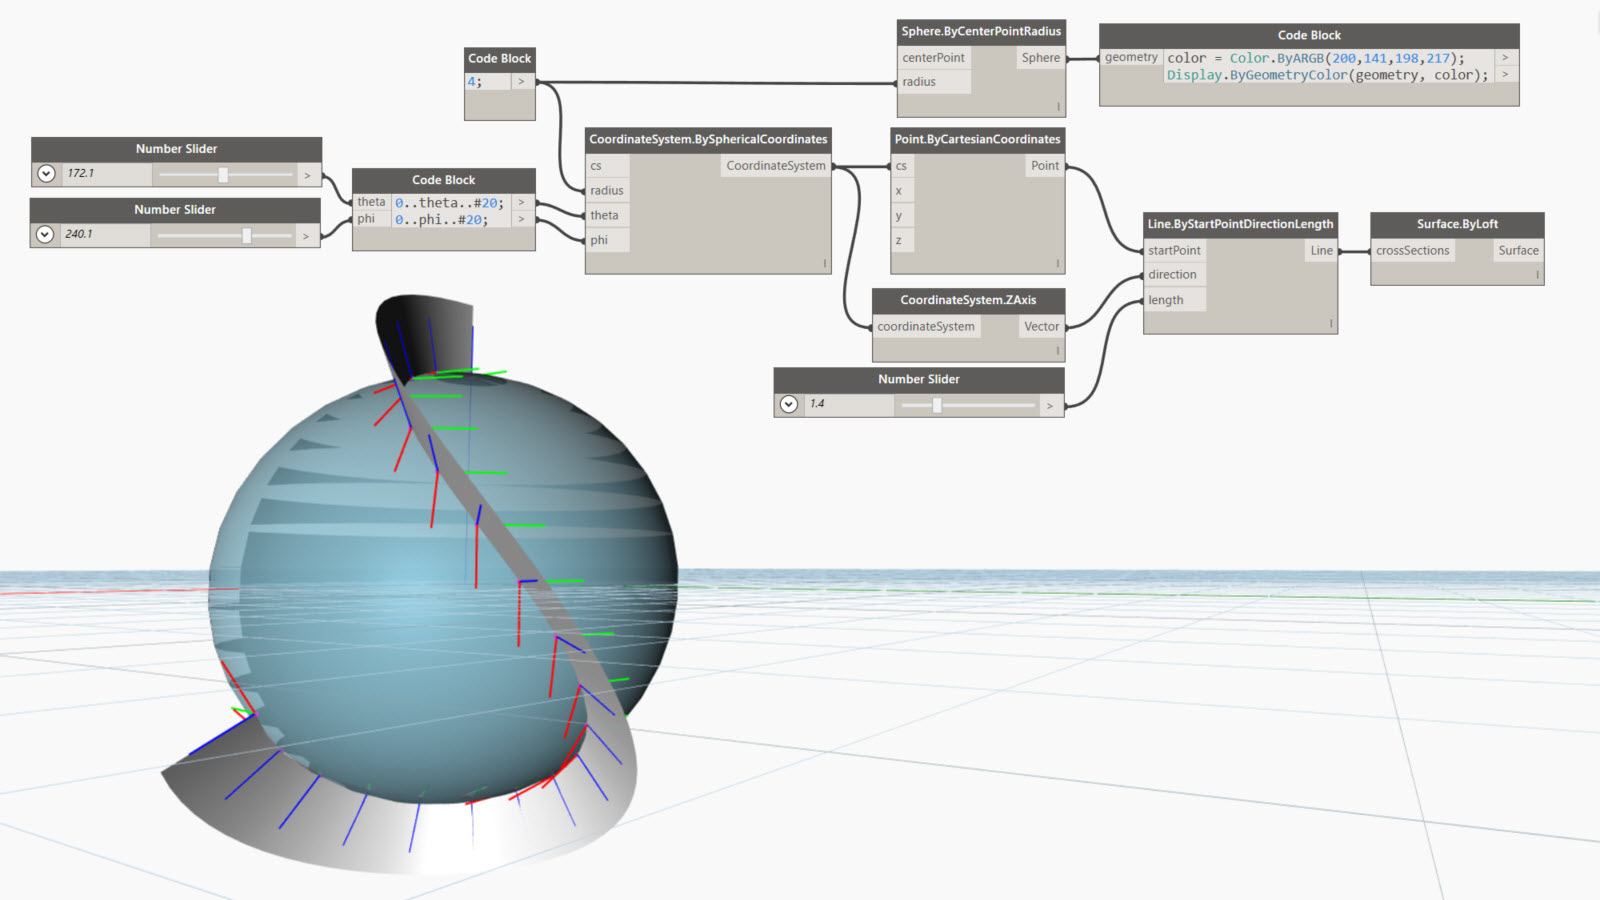 Sphere.ByCenterPointRadius
centerPoint Sphere
radius
Code Block
geometry color = Color.ByARGB(200,141,198,217); >
Display.ByGeometryColor(geometry, color); >
Code Block
4; >
Number Slider
172.1 >
Number Slider
240.1 >
Code Block
theta 0..theta..#20; >
phi 0..phi..#20; >
CoordinateSystem.BySphericalCoordinates
cs CoordinateSystem
radius
theta
phi
Point.ByCartesianCoordinates
cs Point
x
y
z
CoordinateSystem.ZAxis
coordinateSystem Vector
Number Slider
1.4 >
Line.ByStartPointDirectionLength
startPoint Line
direction
length
Surface.ByLoft
crossSections Surface